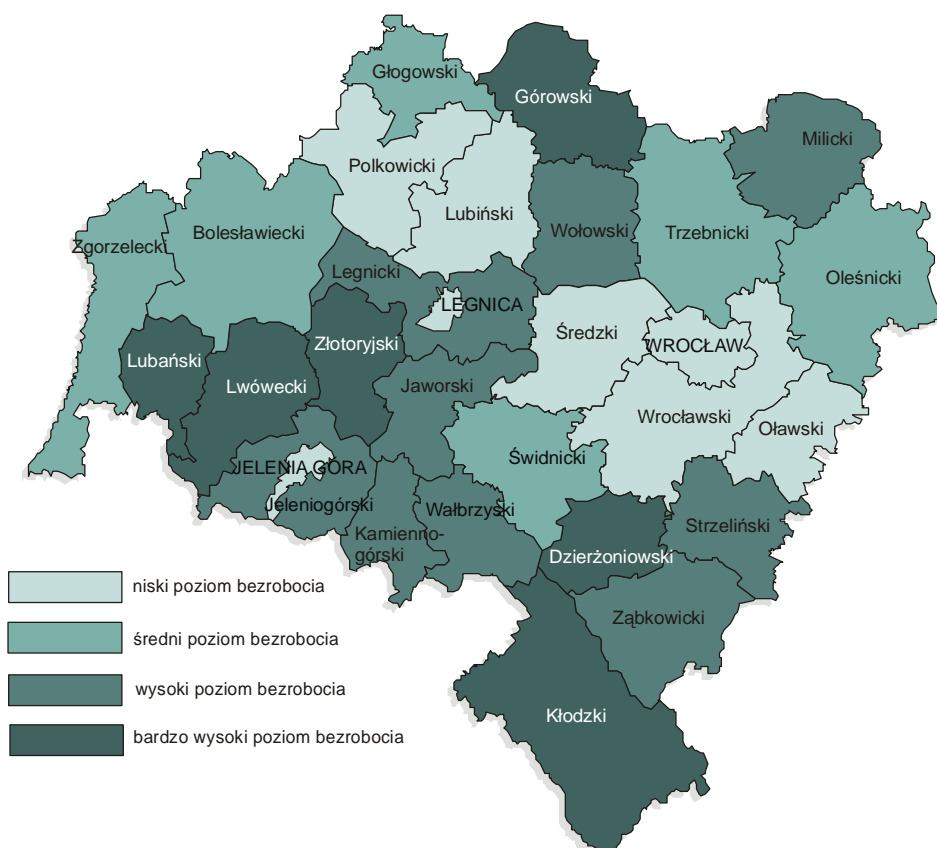 Głogowski
Górowski
Milicki
Polkowicki
Lubiński
Wołowski
Trzebnicki
Bolesławiecki
Zgorzelecki
Oleśnicki
Legnicki
LEGNICA
Średzki
WROCŁAW
Złotoryjski
Lubański
Lwówecki
Jaworski
Wrocławski
Oławski
Świdnicki
JELENIA GÓRA
Jeleniogórski
Wałbrzyski
Strzeliński
Kamienno-
górski
Dzierżoniowski
Ząbkowicki
Kłodzki
niski poziom bezrobocia
średni poziom bezrobocia
wysoki poziom bezrobocia
bardzo wysoki poziom bezrobocia